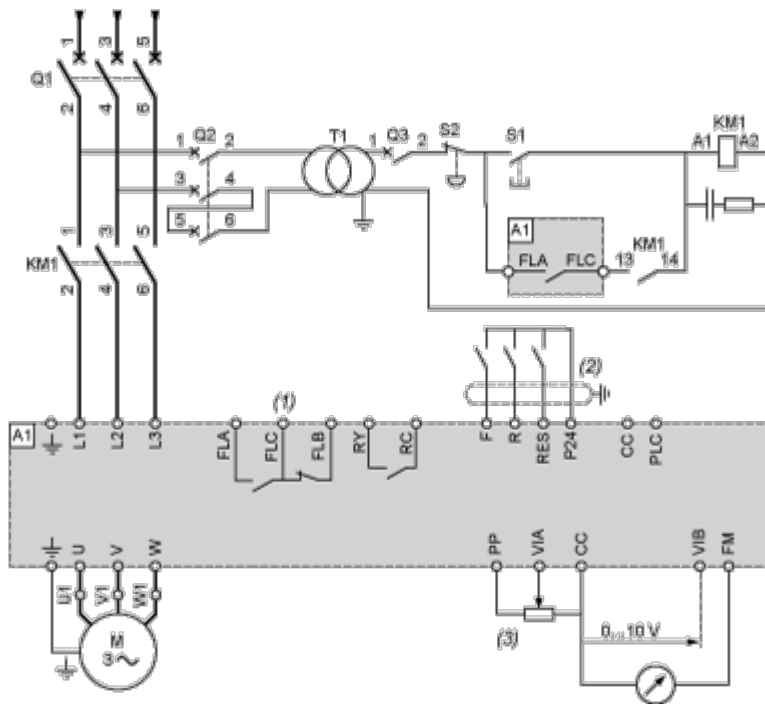 1 3 5
Q1
2 4 6
1 Q2 2
3 4
5 6
T1
1 Q3 2
S2
S1
KM1
A1 A2
A1
FLA FLC
13 KM1 14
1 3 5
KM1
2 4 6
(1)
(2)
A1
L1 L2 L3
FLA FLC FLB RY RC
F R RES P24 CC PLC
U V W
PP VIA CC VIB FM
U1 V1 W1
(3)
0 ... 10 V
M
3